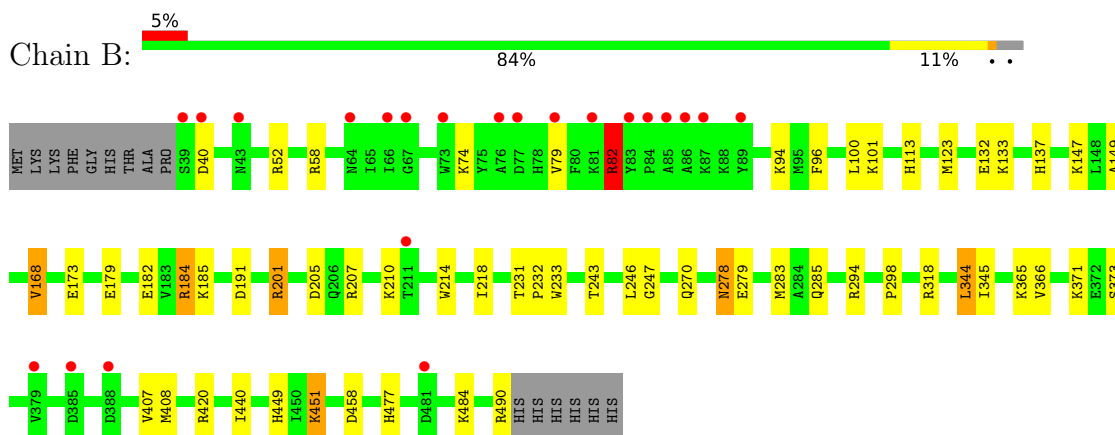 5%
Chain B:
84% 11% • •
MET LYS LYS PHE GLY HIS THR ALA PRO S39 D40 N43 R52 R58 N64 I65 I66 G67 W73 K74 Y75 A76 D77 H78 V79 F80 K81 R82 Y83 P84 A85 A86 K87 K88 Y89 K94 M95 F96 L100 K101 H113 M123 E132 K133 H137 K147 L148 A149
V168 E173 E179 E182 V183 R184 K185 D191 R201 D205 Q206 R207 K210 T211 W214 I218 T231 P232 W233 T243 L246 G247 Q270 N278 E279 M283 A284 Q285 R294 P298 R318 L344 I345 K365 V366 K371 E372 S373
V379 D385 D388 V407 M408 R420 I440 H449 I450 K451 D458 H477 D481 K484 R490 HIS HIS HIS HIS HIS HIS